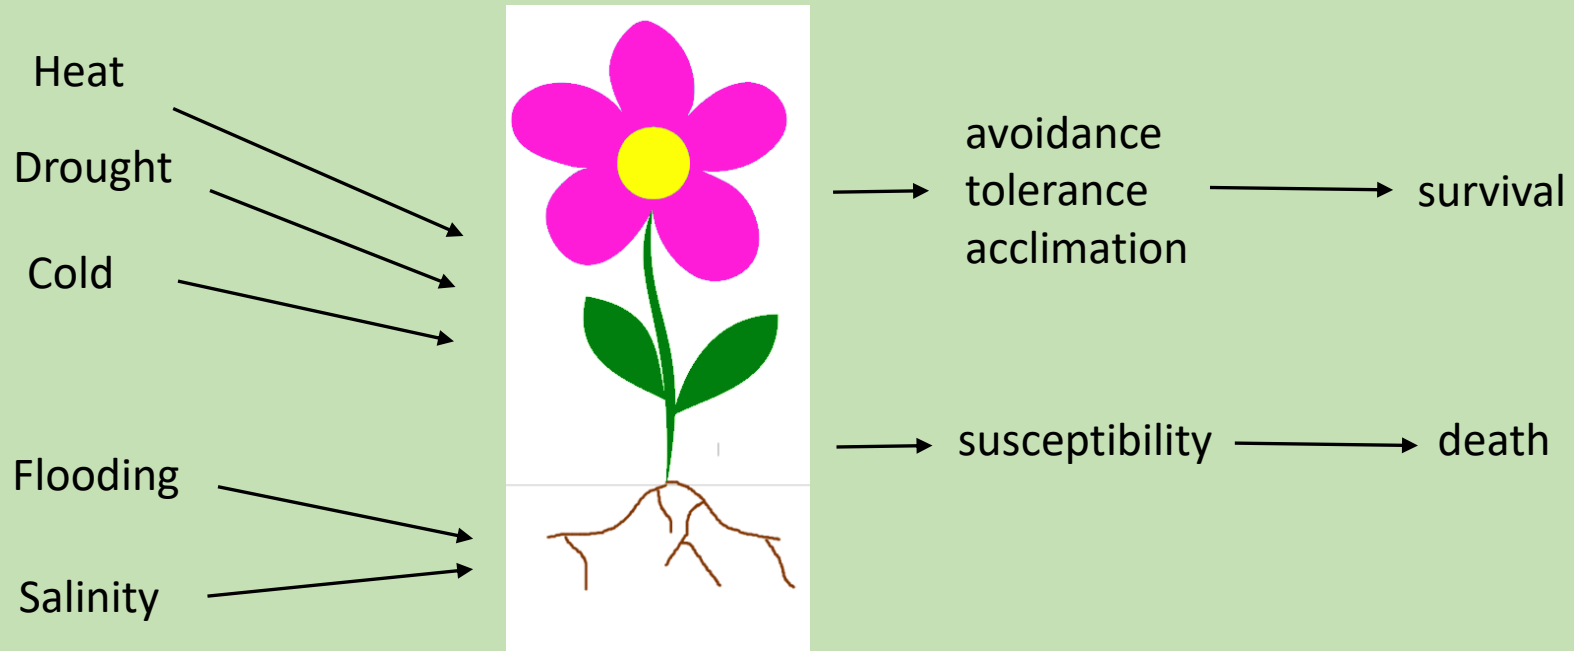 Heat
Drought
Cold
Flooding
Salinity
avoidance
tolerance
acclimation
survival
susceptibility
death